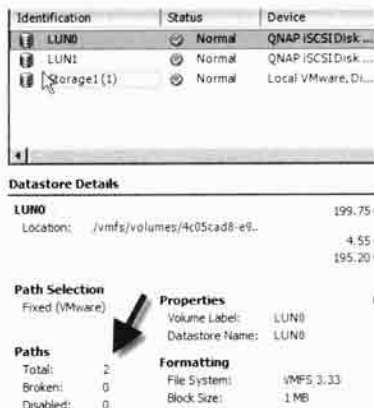 Identification Status Device
LUN0 Normal QNAP iSCSI Disk ...
LUN1 Normal QNAP iSCSI Disk ...
Storage1 (1) Normal Local VMware, Di...
Datastore Details
LUN0 199.75
Location: /vmfs/volumes/4c05cad8-e9..
4.55
195.20
Path Selection
Fixed (VMware)
Properties
Volume Label: LUN0
Datastore Name: LUN0
Paths
Total: 2
Broken: 0
Disabled: 0
Formatting
File System: VMFS 3.33
Block Size: 1 MB